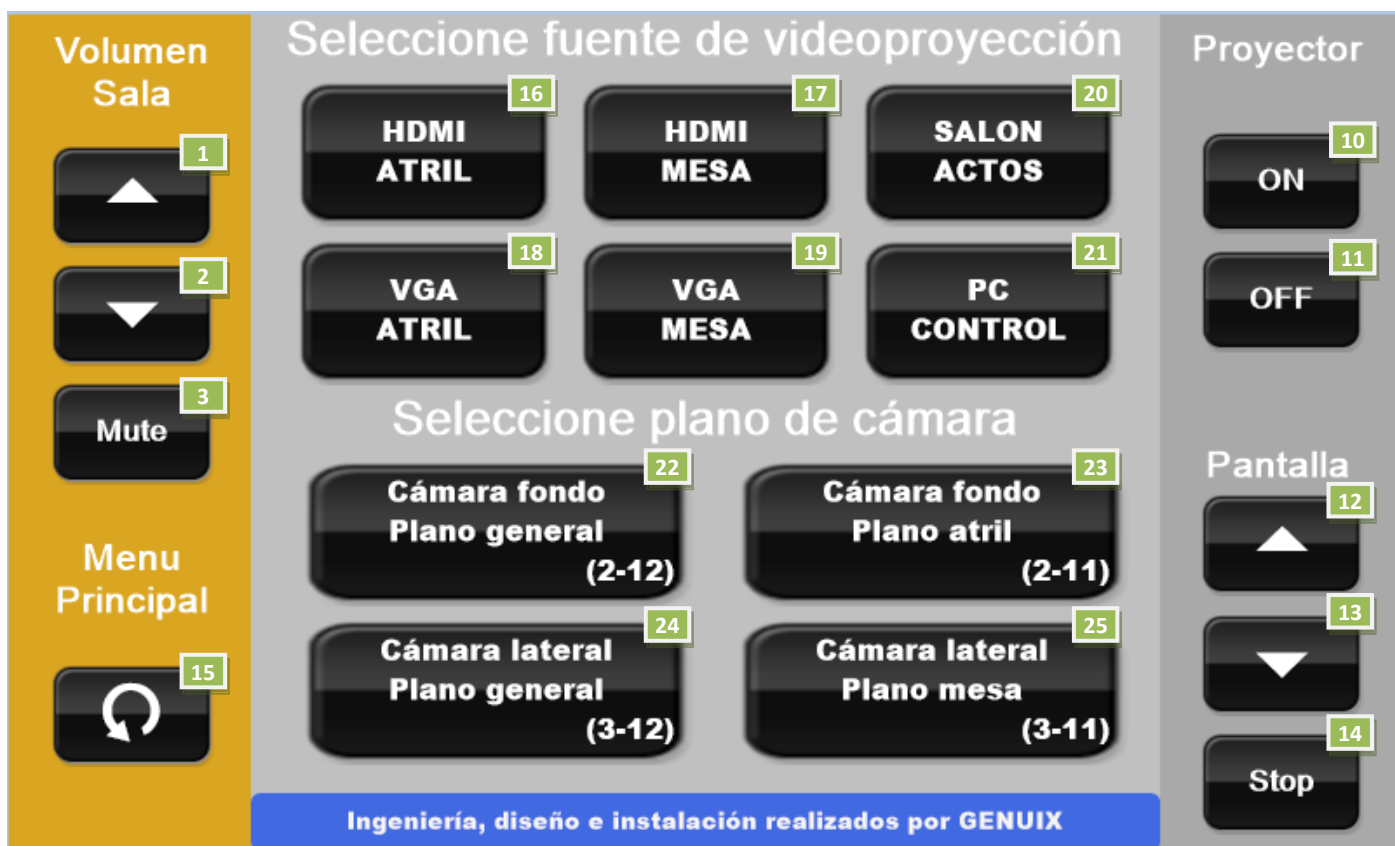 Volumen
Sala
1
2
3
Mute
Menu
Principal
15
Seleccione fuente de videoproyección
16
HDMI
ATRIL
17
HDMI
MESA
20
SALON
ACTOS
18
VGA
ATRIL
19
VGA
MESA
21
PC
CONTROL
Seleccione plano de cámara
22
Cámara fondo
Plano general
(2-12)
23
Cámara fondo
Plano atril
(2-11)
24
Cámara lateral
Plano general
(3-12)
25
Cámara lateral
Plano mesa
(3-11)
Ingeniería, diseño e instalación realizados por GENUIX
Proyector
10
ON
11
OFF
Pantalla
12
13
14
Stop